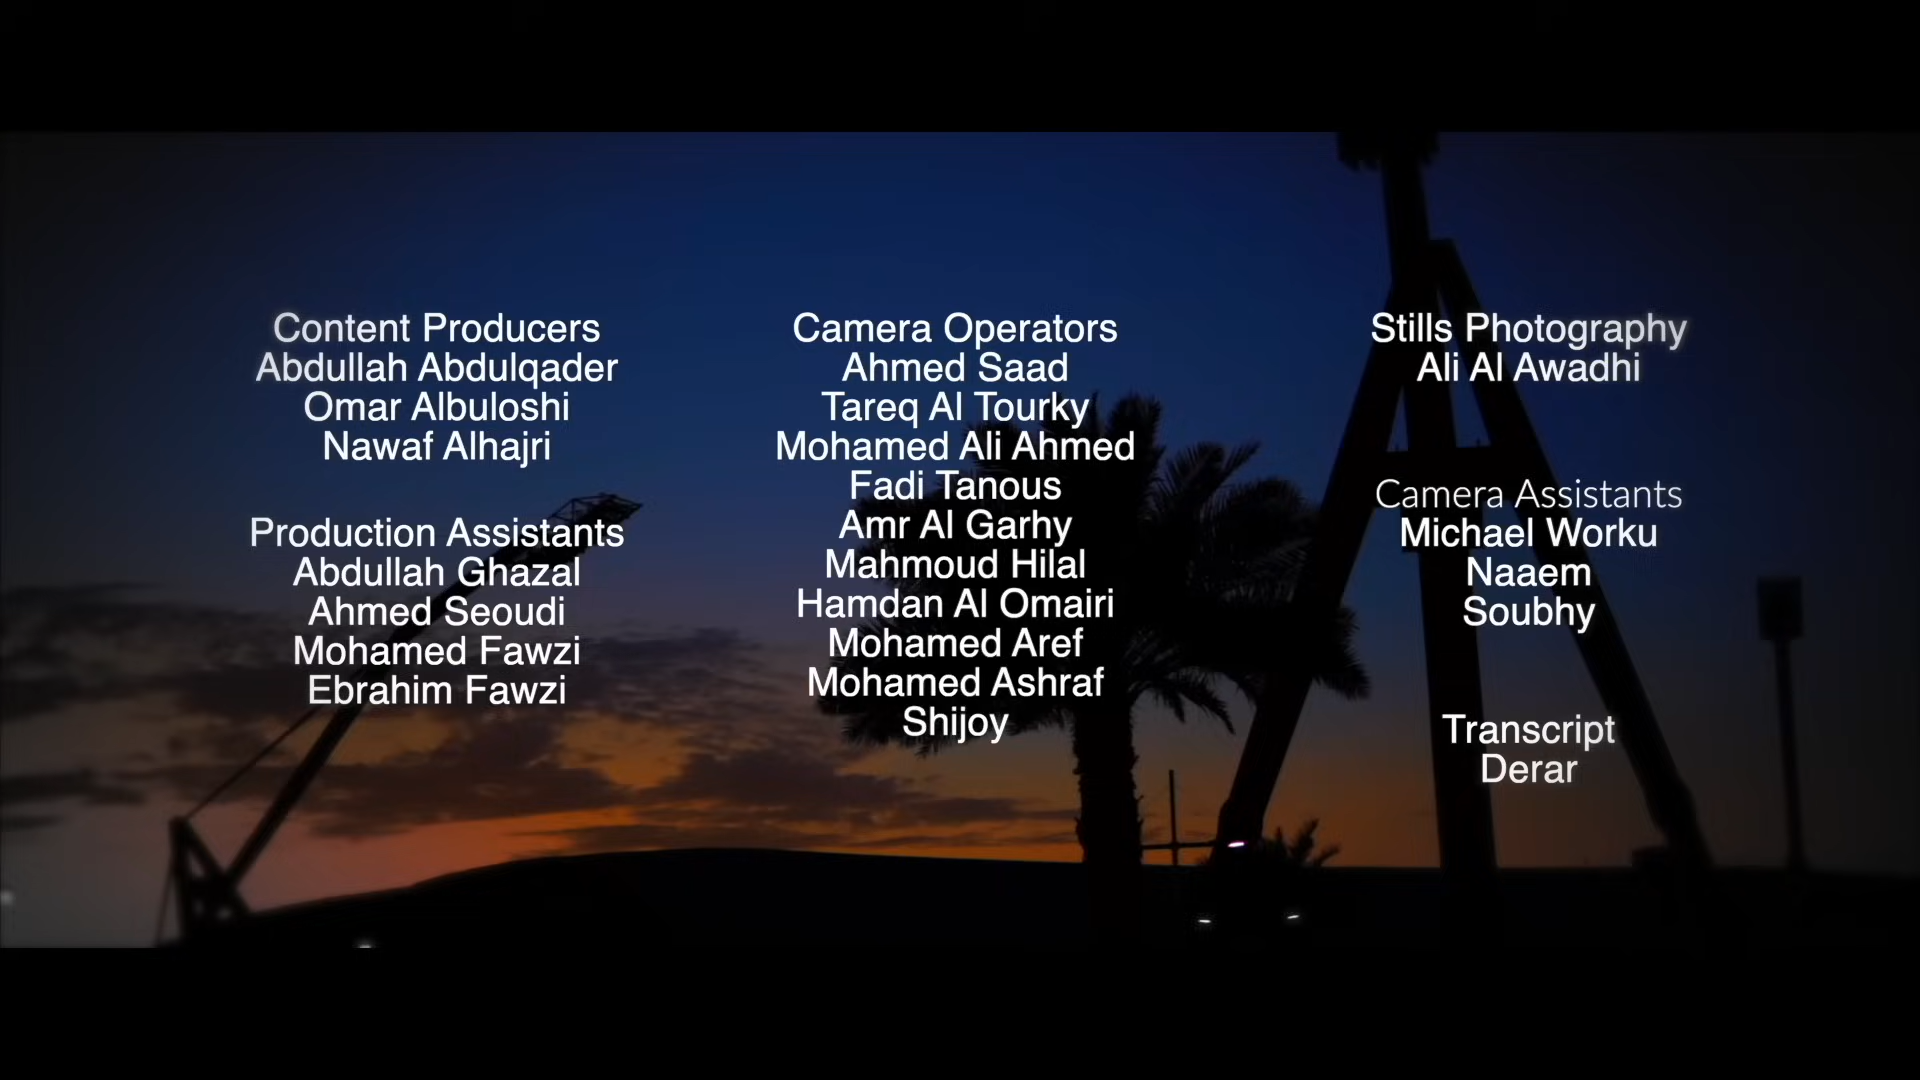 Content Producers
Abdullah Abdulqader
Omar Albuloshi
Nawaf Alhajri
Production Assistants
Abdullah Ghazal
Ahmed Seoudi
Mohamed Fawzi
Ebrahim Fawzi
Camera Operators
Ahmed Saad
Tareq Al Tourky
Mohamed Ali Ahmed
Fadi Tanous
Amr Al Garhy
Mahmoud Hilal
Hamdan Al Omairi
Mohamed Aref
Mohamed Ashraf
Shijoy
Stills Photography
Ali Al Awadhi
Camera Assistants
Michael Worku
Naaem
Soubhy
Transcript
Derar